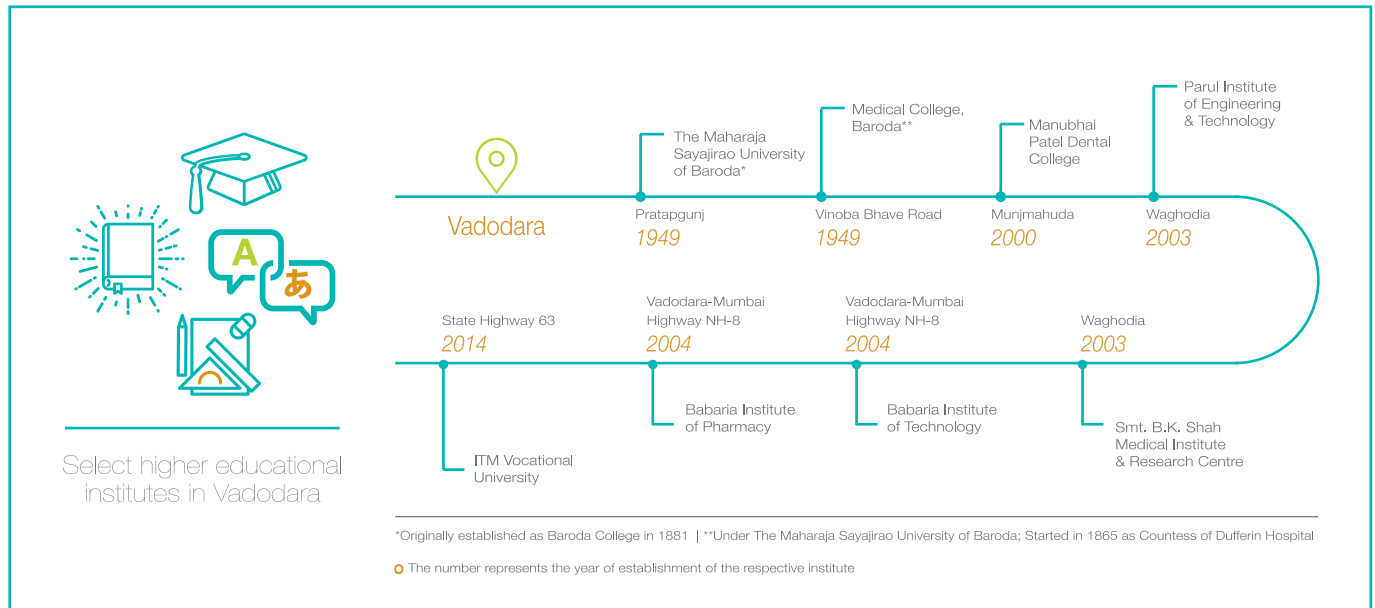 A
あ
Select higher educational
institutes in Vadodara
Vadodara
The Maharaja
Sayajirao University
of Baroda*
Pratapgunj
1949
Medical College,
Baroda**
Vinoba Bhave Road
1949
Manubhai
Patel Dental
College
Munjmahuda
2000
Parul Institute
of Engineering
& Technology
Waghodia
2003
State Highway 63
2014
ITM Vocational
University
Vadodara-Mumbai
Highway NH-8
2004
Babaria Institute
of Pharmacy
Vadodara-Mumbai
Highway NH-8
2004
Babaria Institute
of Technology
Waghodia
2003
Smt. B.K. Shah
Medical Institute
& Research Centre
*Originally established as Baroda College in 1881 | **Under The Maharaja Sayajirao University of Baroda; Started in 1865 as Countess of Dufferin Hospital
The number represents the year of establishment of the respective institute